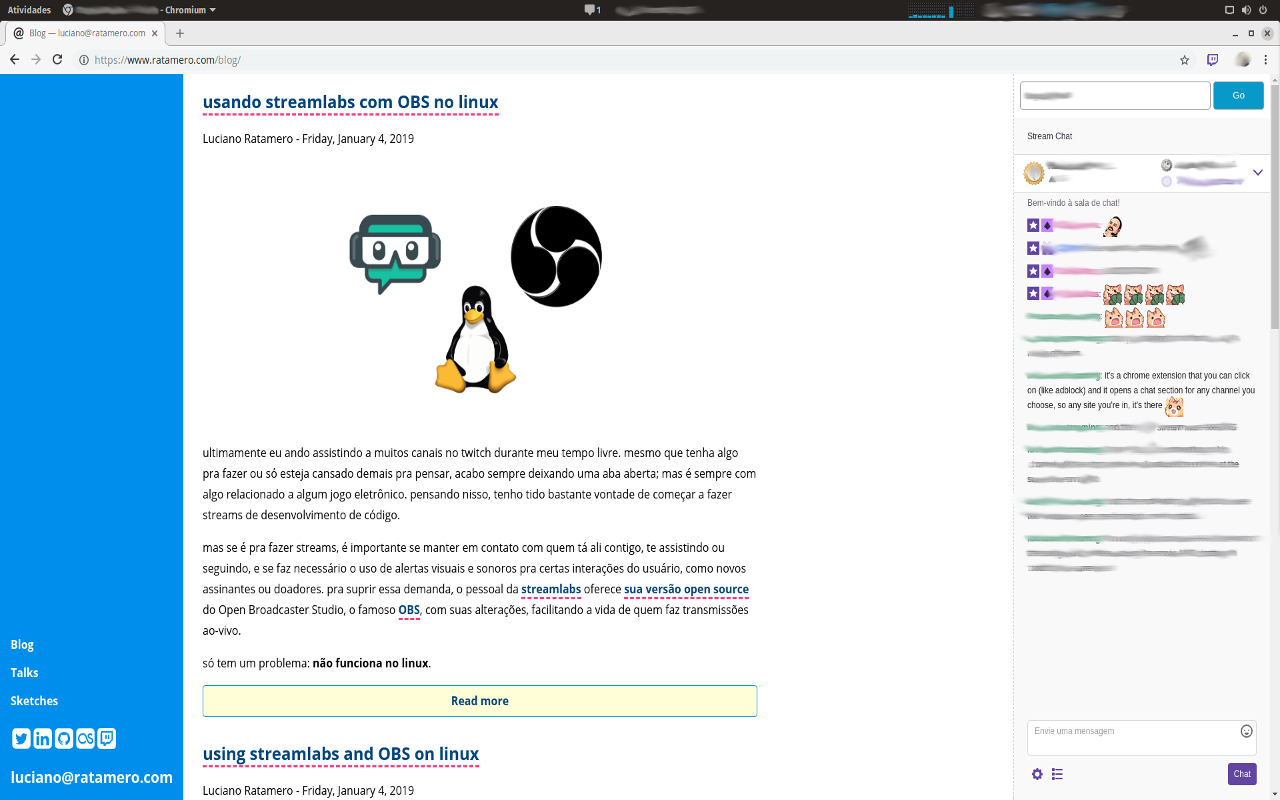 Atividades
- Chromium
1
Blog — luciano@ratamero.com
https://www.ratamero.com/blog/
usando streamlabs com OBS no linux
Luciano Ratamero - Friday, January 4, 2019
ultimamente eu ando assistindo a muitos canais no twitch durante meu tempo livre. mesmo que tenha algo
pra fazer ou só esteja cansado demais pra pensar, acabo sempre deixando uma aba aberta; mas é sempre com
algo relacionado a algum jogo eletrônico. pensando nisso, tenho tido bastante vontade de começar a fazer
streams de desenvolvimento de código.
mas se é pra fazer streams, é importante se manter em contato com quem tá ali contigo, te assistindo ou
seguindo, e se faz necessário o uso de alertas visuais e sonoros pra certas interações do usuário, como novos
assinantes ou doadores. pra suprir essa demanda, o pessoal da streamlabs oferece sua versão open source
do Open Broadcaster Studio, o famoso OBS, com suas alterações, facilitando a vida de quem faz transmissões
ao-vivo.
só tem um problema: não funciona no linux.
Read more
using streamlabs and OBS on linux
Luciano Ratamero - Friday, January 4, 2019
Blog
Talks
Sketches
luciano@ratamero.com
Go
Stream Chat
Bem-vindo à sala de chat!
: it's a chrome extension that you can click
on (like adblock) and it opens a chat section for any channel you
choose, so any site you're in, it's there
Envie uma mensagem
Chat